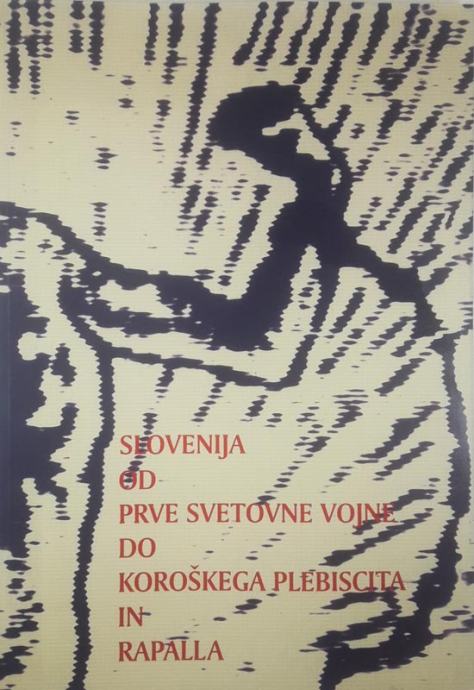 SLOVENIJA
OD
PRVE SVETOVNE VOJNE
DO
KOROŠKEGA PLEBISCITA
IN
RAPALLA